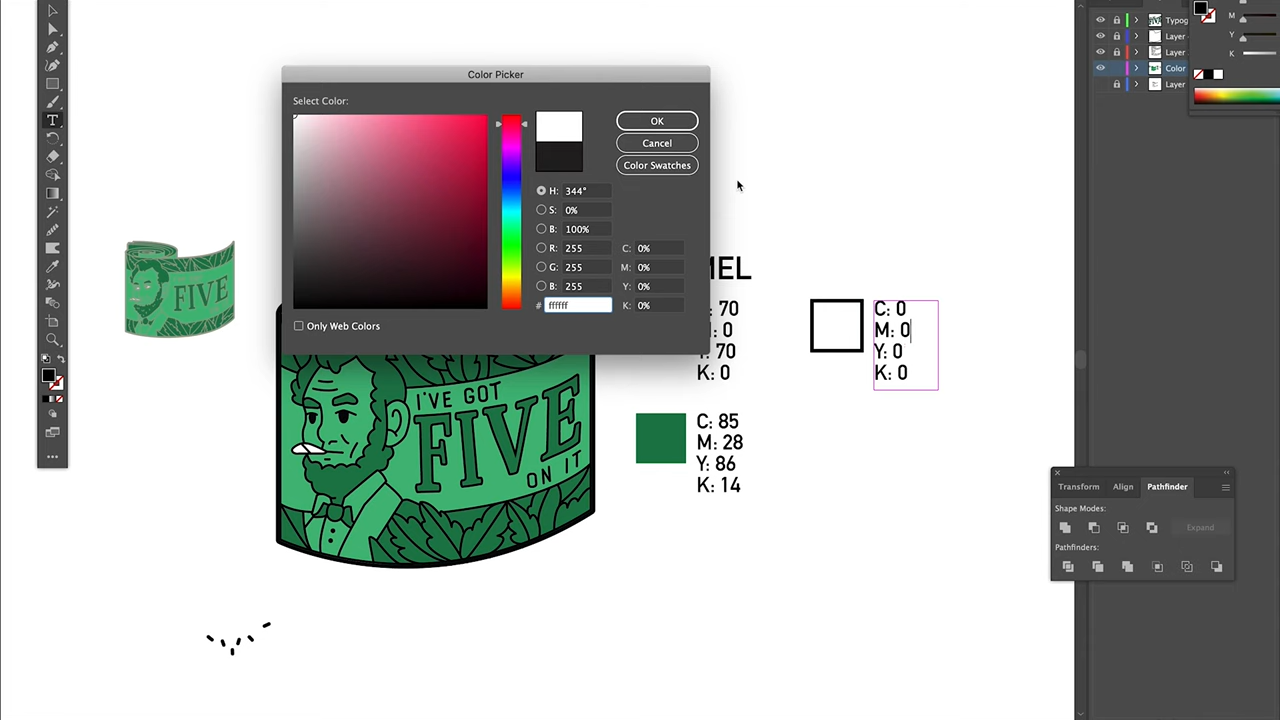 Color Picker
Select Color:
OK
Cancel
Color Swatches
H: 344°
S: 0%
B: 100%
R: 255
C: 0%
G: 255
M: 0%
B: 255
Y: 0%
# ffffff
K: 0%
Only Web Colors
Typog
Layer
Layer
Color
Layer
M
Y
K
FIVE
I'VE GOT
FIVE
ON IT
MEL
: 70
: 0
: 70
K: 0
C: 85
M: 28
Y: 86
K: 14
C: 0
M: 0
Y: 0
K: 0
Transform
Align
Pathfinder
Shape Modes:
Expand
Pathfinders: